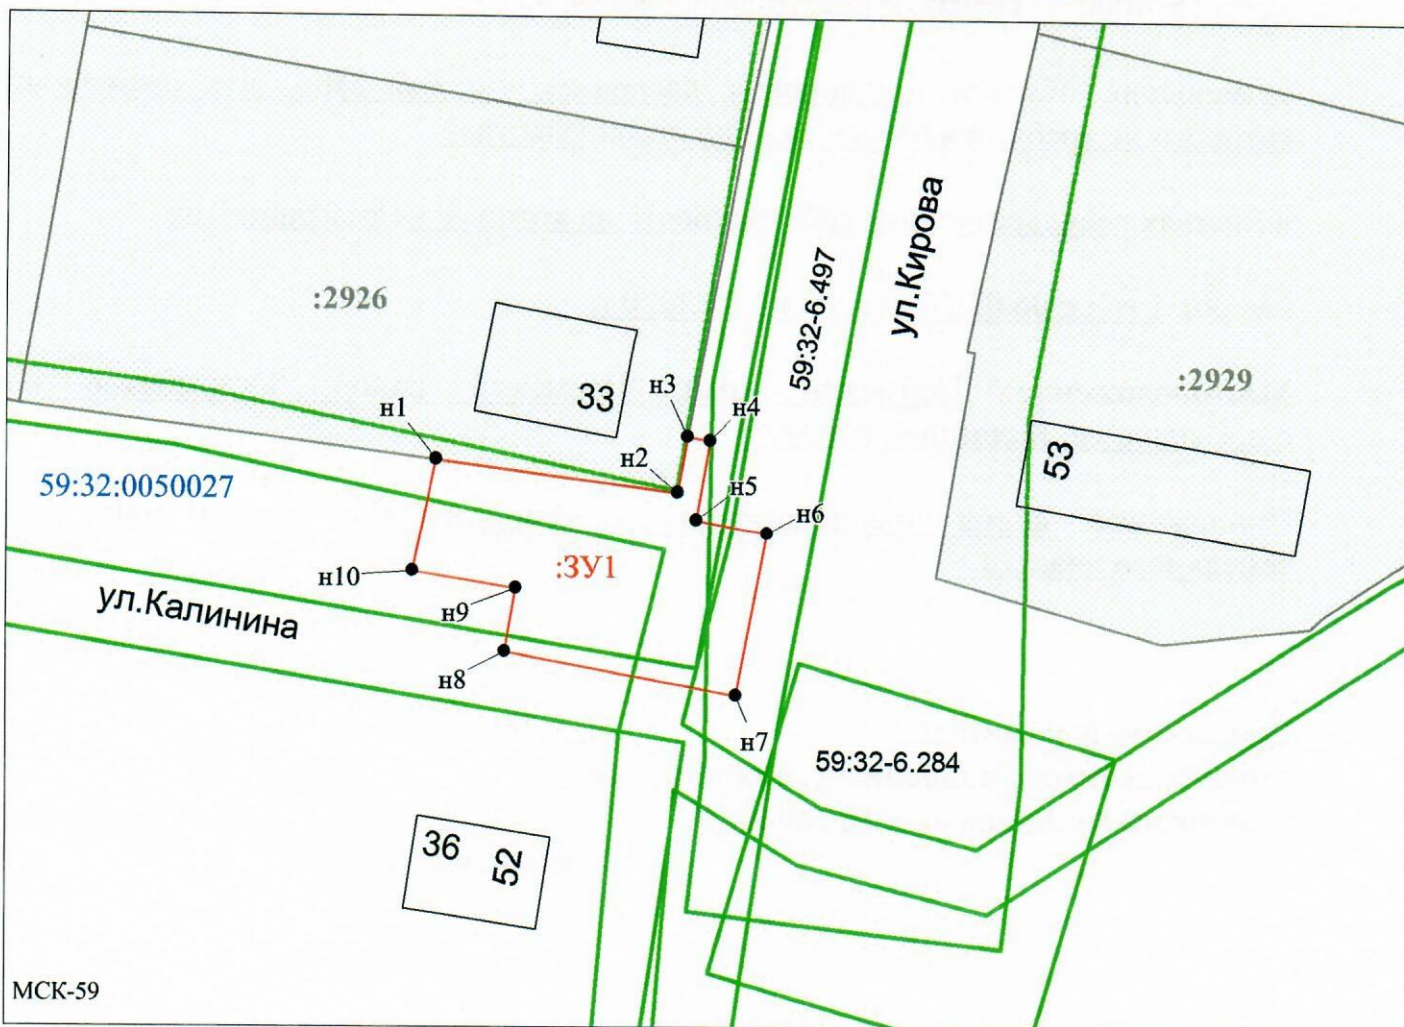 ул.Кирова
59:32-6.497
:2926
:2929
33
н3
н4
н1
53
н2
59:32:0050027
н5
н6
:ЗУ1
н10
н9
ул.Калинина
н8
н7
59:32-6.284
36
52
МСК-59